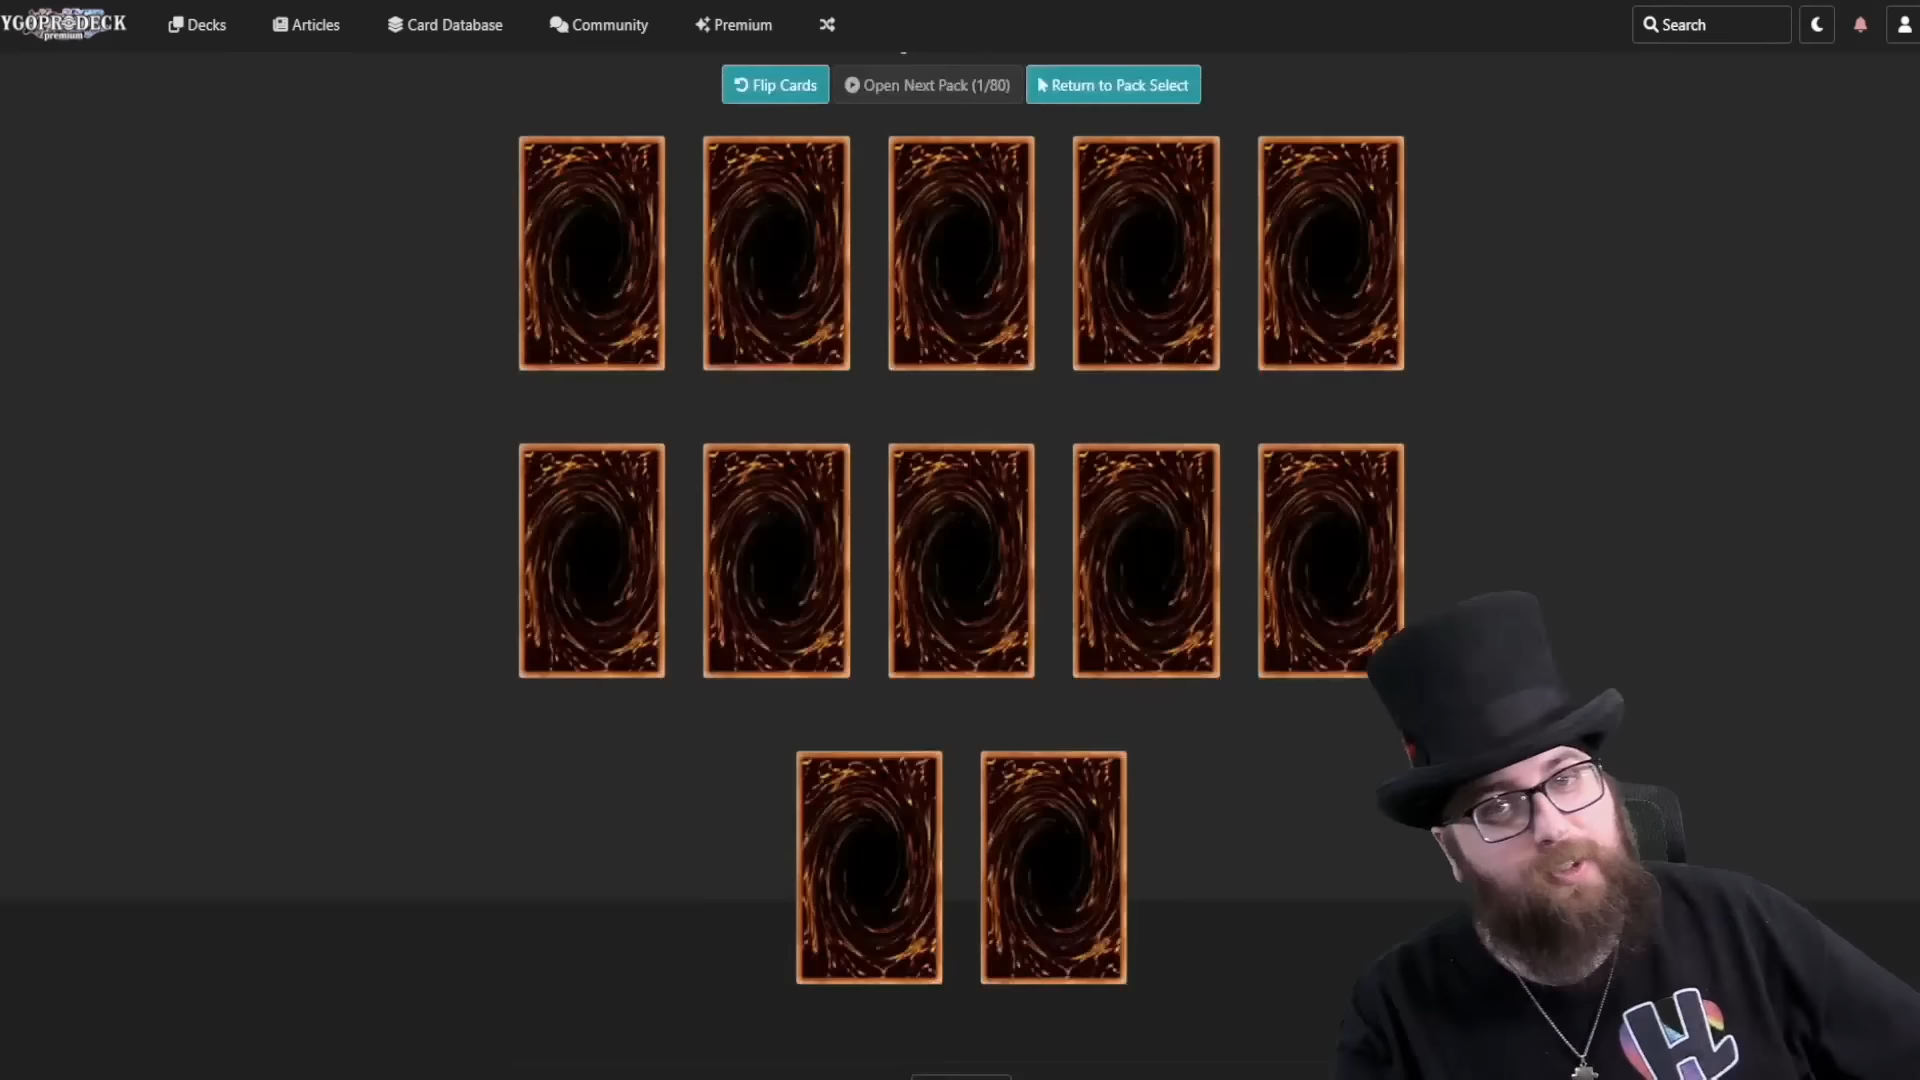 YGOPRODECK
premium
Decks
Articles
Card Database
Community
Premium
Search
Flip Cards
Open Next Pack (1/80)
Return to Pack Select
H